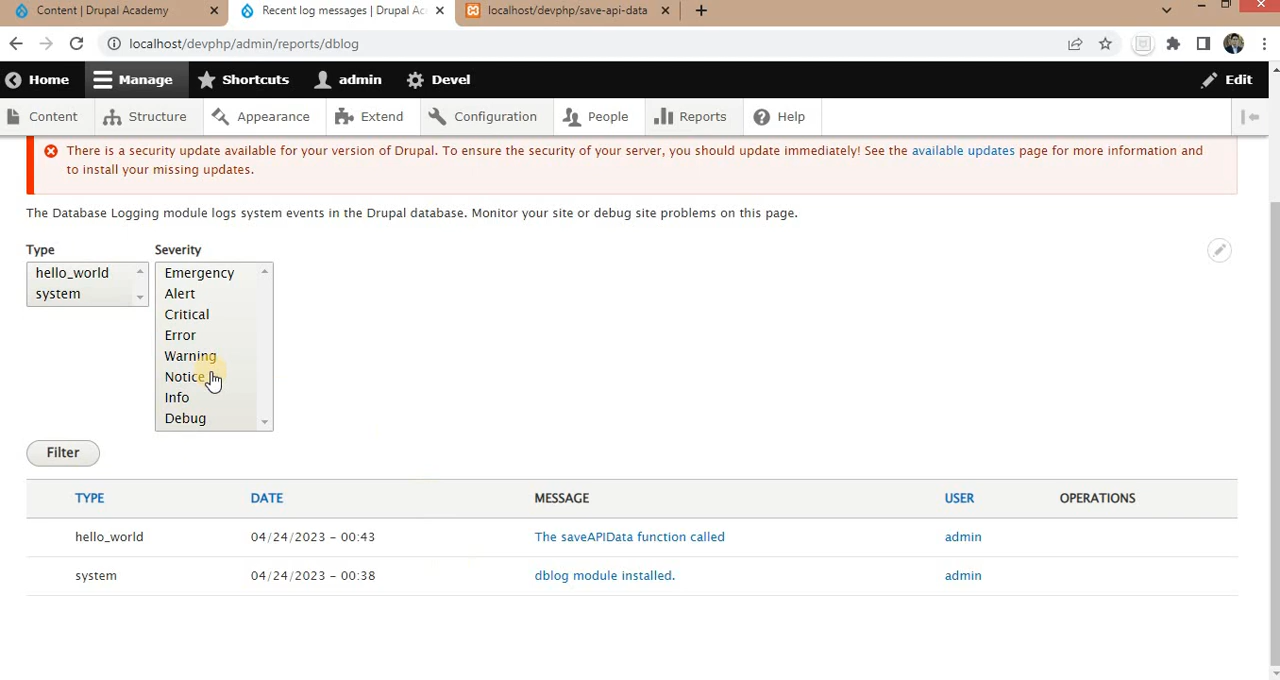 Content | Drupal Academy
Recent log messages | Drupal Ac
localhost/devphp/save-api-data
localhost/devphp/admin/reports/dblog
Home Manage Shortcuts admin Devel Edit
Content Structure Appearance Extend Configuration People Reports Help
There is a security update available for your version of Drupal. To ensure the security of your server, you should update immediately! See the available updates page for more information and
to install your missing updates.
The Database Logging module logs system events in the Drupal database. Monitor your site or debug site problems on this page.
Type
hello_world
system
Severity
Emergency
Alert
Critical
Error
Warning
Notice
Info
Debug
Filter
TYPE DATE MESSAGE USER OPERATIONS
hello_world 04/24/2023 - 00:43 The saveAPIData function called admin
system 04/24/2023 - 00:38 dblog module installed. admin